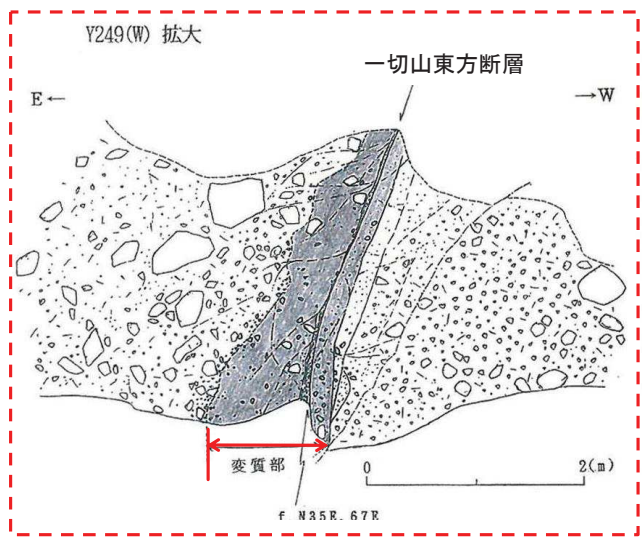 Y249(W) 拡大
一切山東方断層
E ←
→W
変質部
0
2(m)
f N35E. 67E